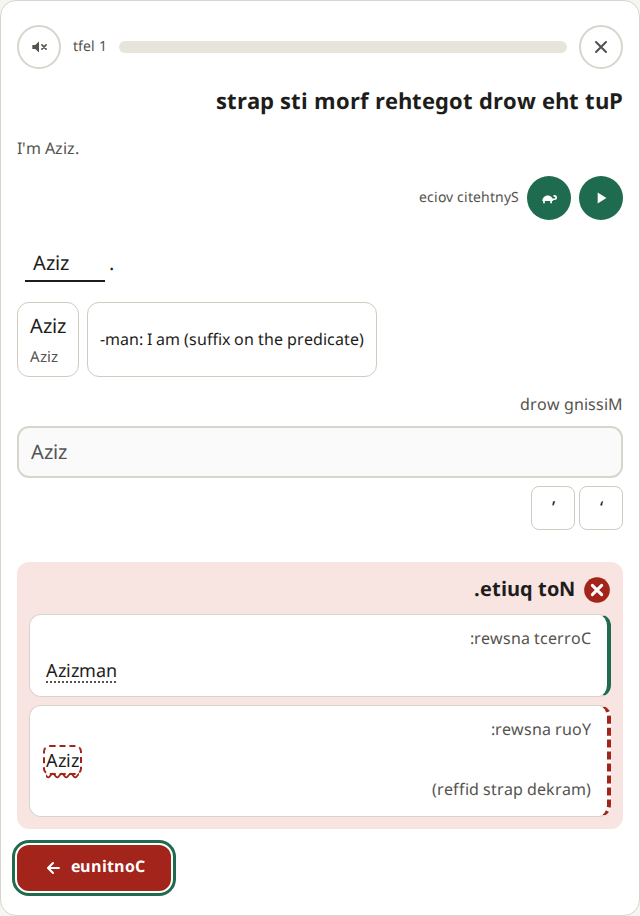 tfel 1
strap sti morf rehtegot drow eht tuP
I'm Aziz.
eciov citehtnyS
Aziz .
Aziz
Aziz
-man: I am (suffix on the predicate)
drow gnissiM
Aziz
’ ‘
.etiuq toN
:rewsna tcerroC
Azizman
:rewsna ruoY
Aziz
(reffid strap dekram)
← eunitnoC